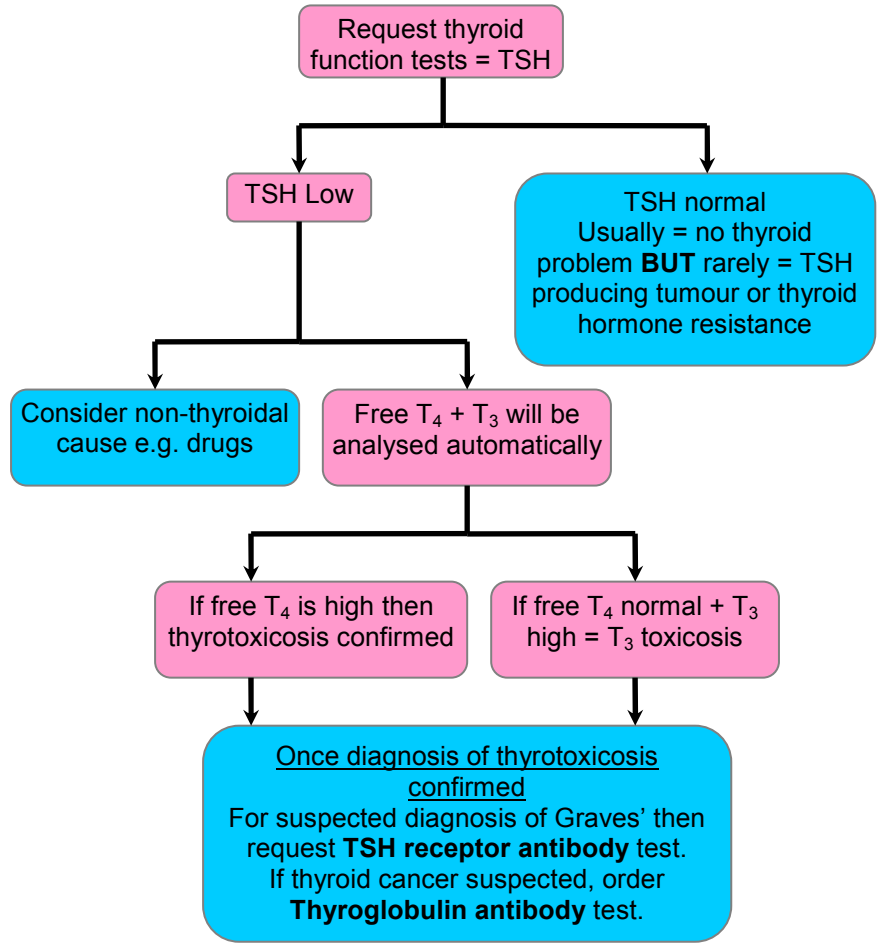 Request thyroid
function tests = TSH
TSH Low
TSH normal
Usually = no thyroid
problem BUT rarely = TSH
producing tumour or thyroid
hormone resistance
Consider non-thyroidal
cause e.g. drugs
Free T₄ + T₃ will be
analysed automatically
If free T₄ is high then
thyrotoxicosis confirmed
If free T₄ normal + T₃
high = T₃ toxicosis
Once diagnosis of thyrotoxicosis
confirmed
For suspected diagnosis of Graves’ then
request TSH receptor antibody test.
If thyroid cancer suspected, order
Thyroglobulin antibody test.